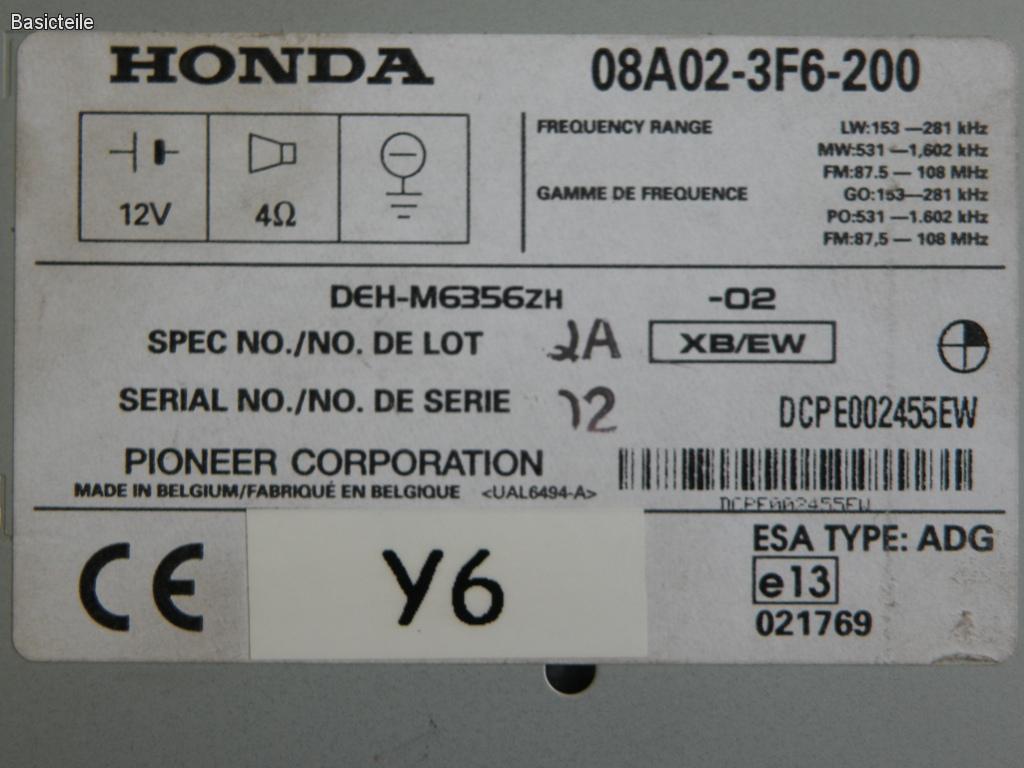 Basicteile
HONDA 08A02-3F6-200
12V 4Ω
FREQUENCY RANGE LW:153 —281 kHz
MW:531 —1,602 kHz
FM:87.5 — 108 MHz
GAMME DE FREQUENCE GO:153—281 kHz
PO:531 —1.602 kHz
FM:87,5 — 108 MHz
DEH-M6356ZH -02
SPEC NO./NO. DE LOT 2A XB/EW
SERIAL NO./NO. DE SERIE 12 DCPE002455EW
PIONEER CORPORATION
MADE IN BELGIUM/FABRIQUÉ EN BELGIQUE <UAL6494-A>
DCPE002455EW
CE Y6 ESA TYPE: ADG
e13
021769